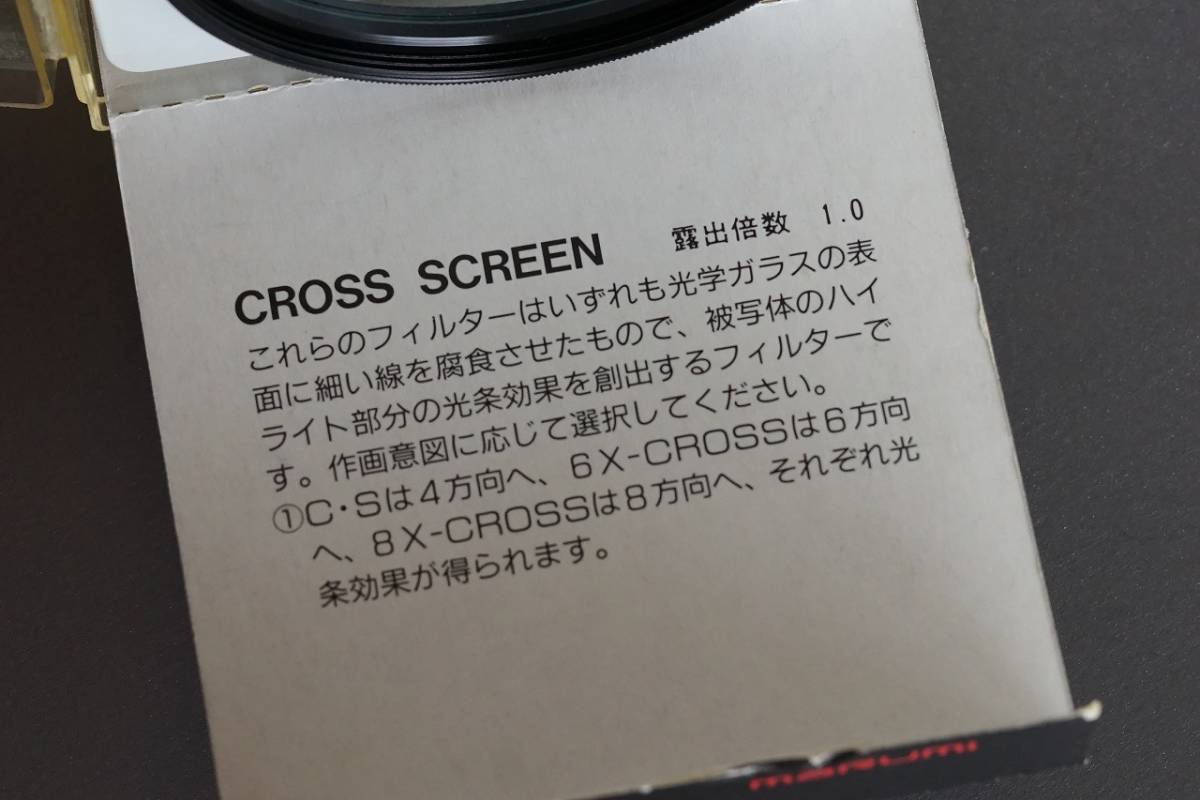 CROSS SCREEN 露出倍数 1.0
これらのフィルターはいずれも光学ガラスの表
面に細い線を腐食させたもので、被写体のハイ
ライト部分の光条効果を創出するフィルターで
す。作画意図に応じて選択してください。
①C・Sは4方向へ、6X-CROSSは6方向
へ、8X-CROSSは8方向へ、それぞれ光
条効果が得られます。
marumi